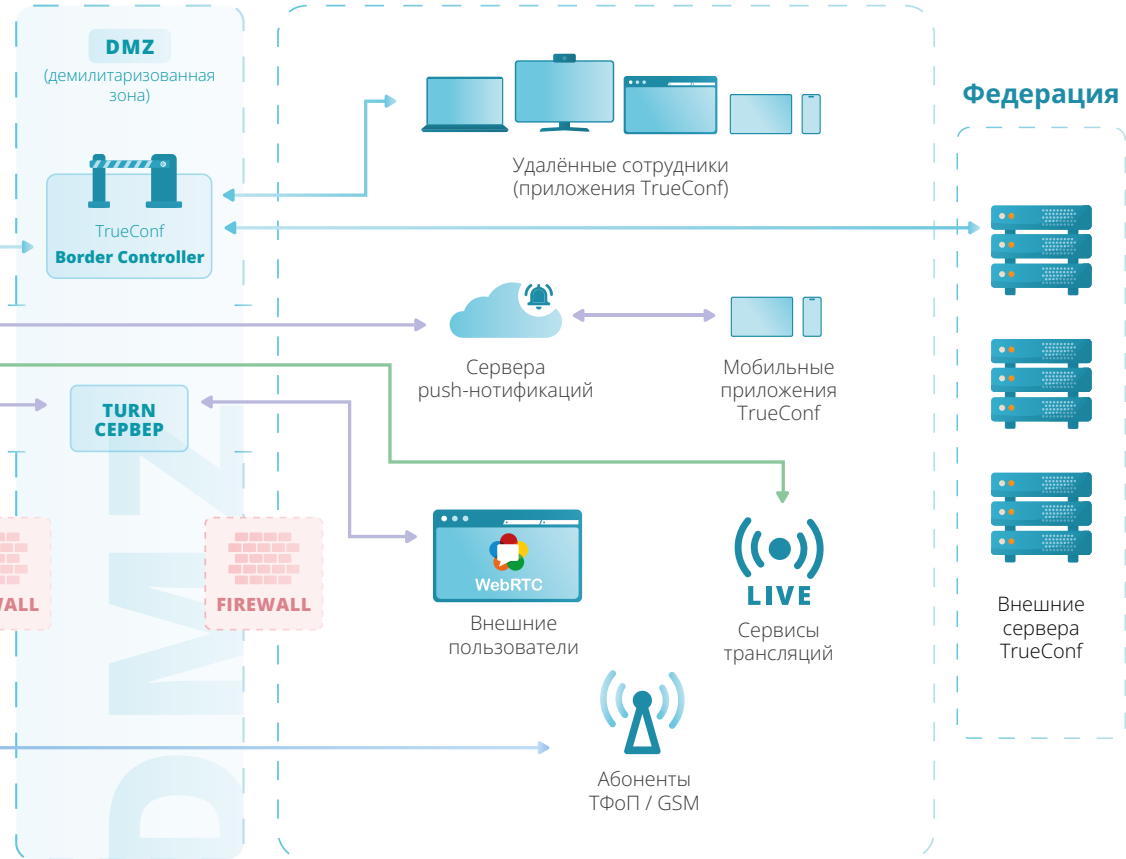 DMZ
(демилитаризованная
зона)
TrueConf
Border Controller
TURN
СЕРВЕР
WALL
FIREWALL
DMZ
Удалённые сотрудники
(приложения TrueConf)
Сервера
push-нотификаций
Мобильные
приложения
TrueConf
WebRTC
Внешние
пользователи
LIVE
Сервисы
трансляций
Абоненты
ТФоП / GSM
Федерация
Внешние
сервера
TrueConf